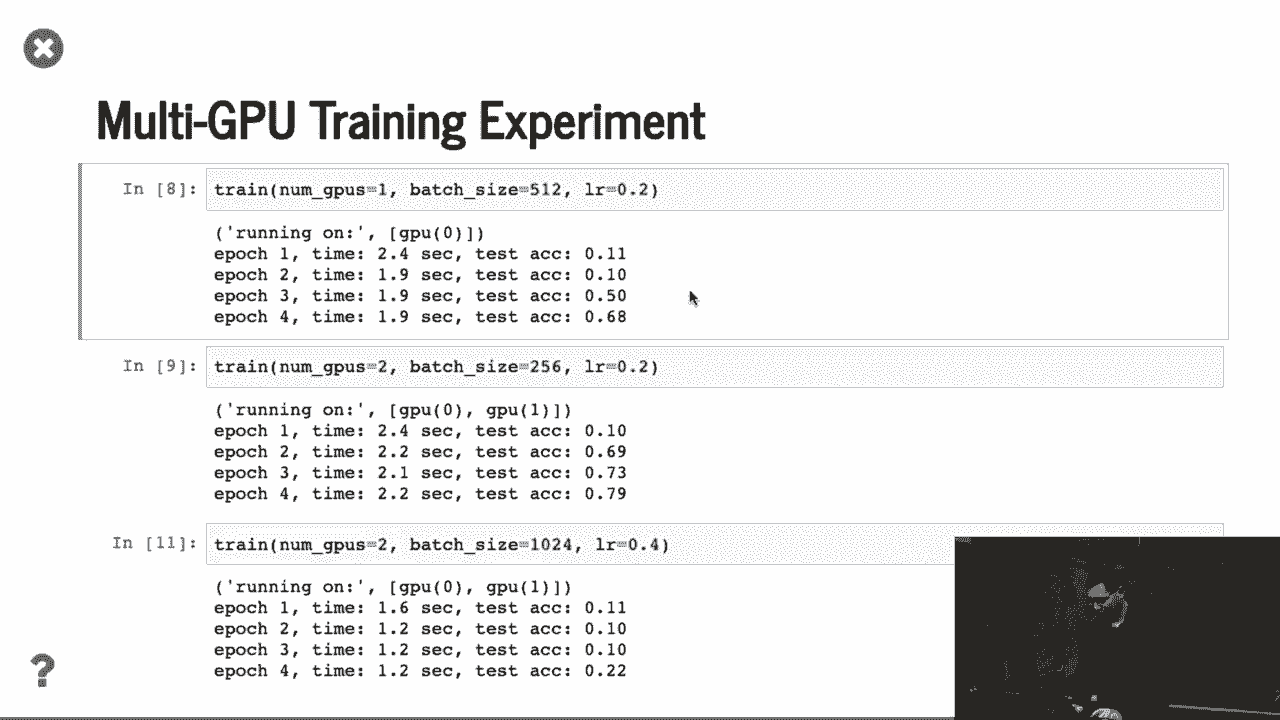 Multi-GPU Training Experiment
In [8]: train(num_gpus=1, batch_size=512, lr=0.2)
('running on:', [gpu(0)])
epoch 1, time: 2.4 sec, test acc: 0.11
epoch 2, time: 1.9 sec, test acc: 0.10
epoch 3, time: 1.9 sec, test acc: 0.50
epoch 4, time: 1.9 sec, test acc: 0.68
In [9]: train(num_gpus=2, batch_size=256, lr=0.2)
('running on:', [gpu(0), gpu(1)])
epoch 1, time: 2.4 sec, test acc: 0.10
epoch 2, time: 2.2 sec, test acc: 0.69
epoch 3, time: 2.1 sec, test acc: 0.73
epoch 4, time: 2.2 sec, test acc: 0.79
In [11]: train(num_gpus=2, batch_size=1024, lr=0.4)
('running on:', [gpu(0), gpu(1)])
epoch 1, time: 1.6 sec, test acc: 0.11
epoch 2, time: 1.2 sec, test acc: 0.10
epoch 3, time: 1.2 sec, test acc: 0.10
epoch 4, time: 1.2 sec, test acc: 0.22
?